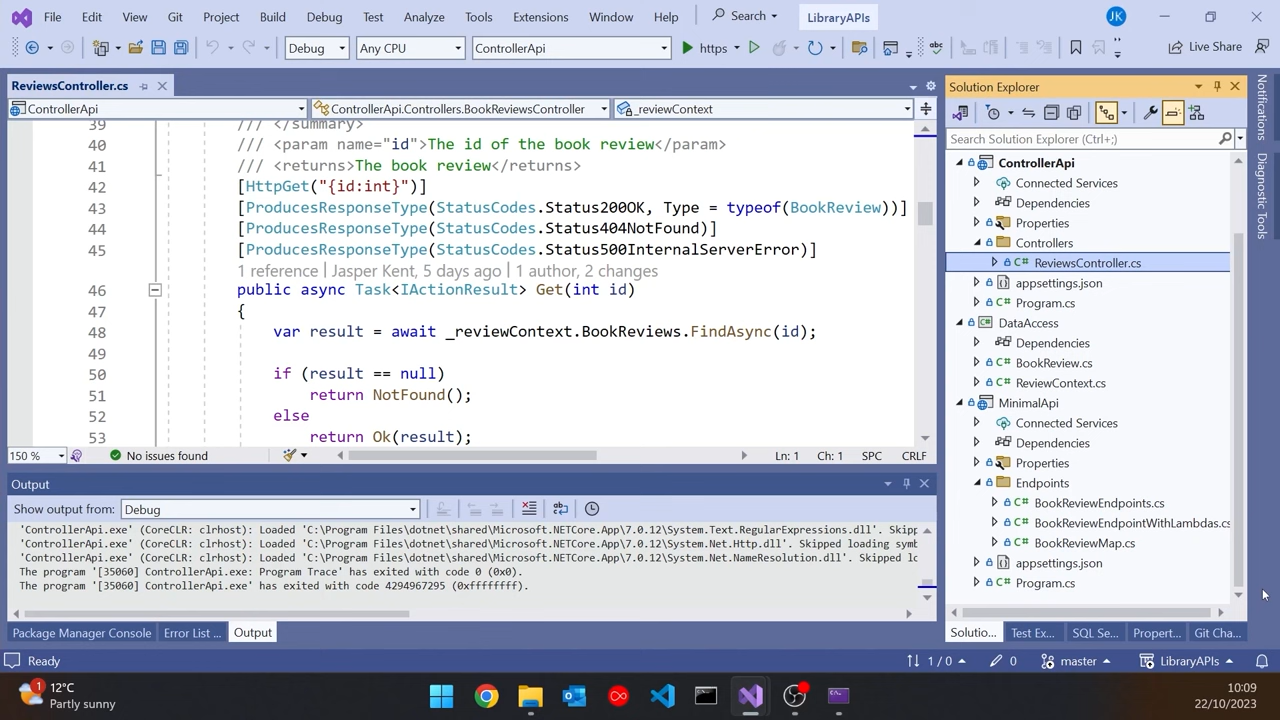 File Edit View Git Project Build Debug Test Analyze Tools Extensions Window Help Search LibraryAPIs JK
Debug Any CPU ControllerApi https Live Share
ReviewsController.cs
ControllerApi ControllerApi.Controllers.BookReviewsController _reviewContext
39 /// </summary>
40 /// <param name="id">The id of the book review</param>
41 /// <returns>The book review</returns>
42 [HttpGet("{id:int}")]
43 [ProducesResponseType(StatusCodes.Status200OK, Type = typeof(BookReview))]
44 [ProducesResponseType(StatusCodes.Status404NotFound)]
45 [ProducesResponseType(StatusCodes.Status500InternalServerError)]
1 reference | Jasper Kent, 5 days ago | 1 author, 2 changes
46 public async Task<IActionResult> Get(int id)
47 {
48 var result = await _reviewContext.BookReviews.FindAsync(id);
49
50 if (result == null)
51 return NotFound();
52 else
53 return Ok(result);
150 % No issues found Ln: 1 Ch: 1 SPC CRLF
Output
Show output from: Debug
'ControllerApi.exe' (CoreCLR: clrhost): Loaded 'C:\Program Files\dotnet\shared\Microsoft.NETCore.App\7.0.12\System.Text.RegularExpressions.dll'. Skipp
'ControllerApi.exe' (CoreCLR: clrhost): Loaded 'C:\Program Files\dotnet\shared\Microsoft.NETCore.App\7.0.12\System.Net.Http.dll'. Skipped loading symb
'ControllerApi.exe' (CoreCLR: clrhost): Loaded 'C:\Program Files\dotnet\shared\Microsoft.NETCore.App\7.0.12\System.Net.NameResolution.dll'. Skipped lo
The program '[35060] ControllerApi.exe: Program Trace' has exited with code 0 (0x0).
The program '[35060] ControllerApi.exe' has exited with code 4294967295 (0xffffffff).
Package Manager Console Error List ... Output
Solution Explorer
Search Solution Explorer (Ctrl+;)
ControllerApi
Connected Services
Dependencies
Properties
Controllers
C# ReviewsController.cs
appsettings.json
C# Program.cs
C# DataAccess
Dependencies
C# BookReview.cs
C# ReviewContext.cs
MinimalApi
Connected Services
Dependencies
Properties
Endpoints
C# BookReviewEndpoints.cs
C# BookReviewEndpointWithLambdas.cs
C# BookReviewMap.cs
appsettings.json
C# Program.cs
Solutio... Test Ex... SQL Se... Propert... Git Cha...
Notifications
Diagnostic Tools
Ready 1 / 0 0 master LibraryAPIs
1 12°C
Partly sunny
10:09
22/10/2023